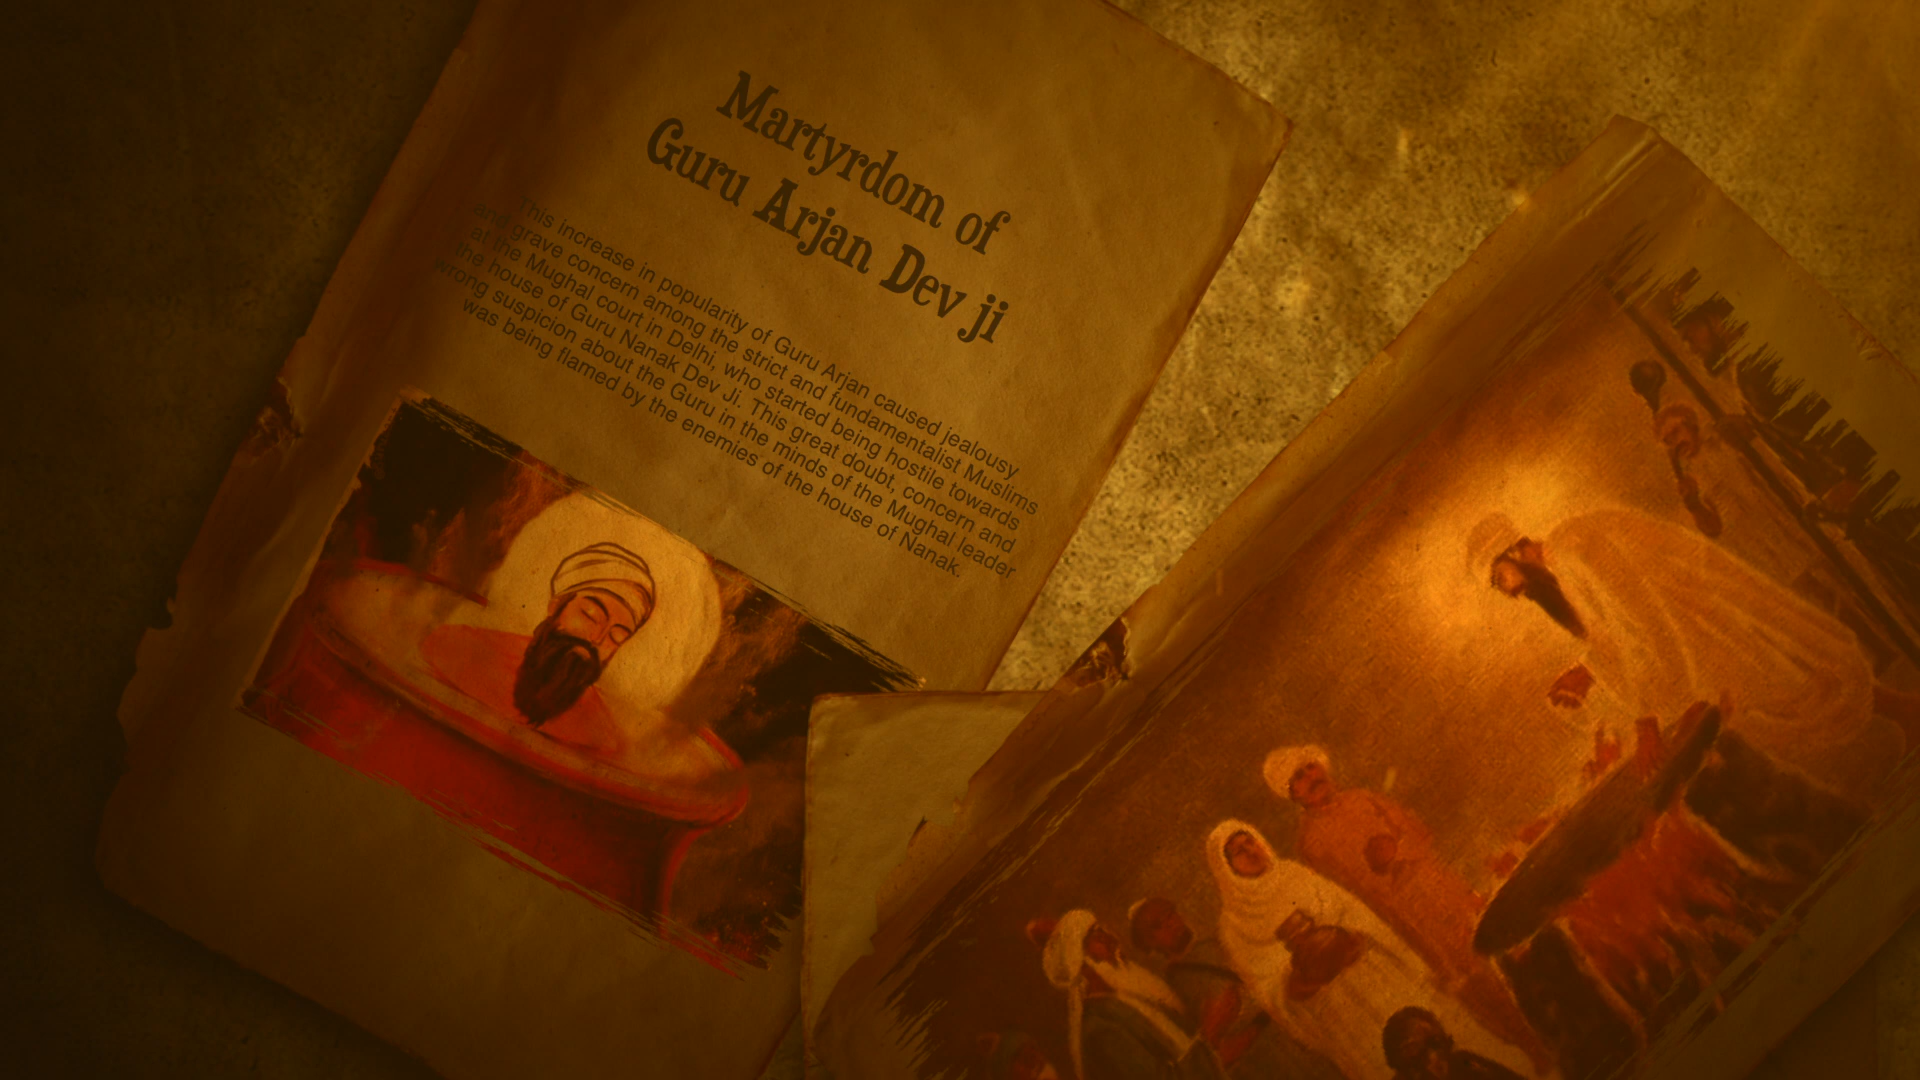 Martyrdom of
Guru Arjan Dev ji
This increase in popularity of Guru Arjan caused jealousy
and grave concern among the strict and fundamentalist Muslims
at the Mughal court in Delhi, who started being hostile towards
the house of Guru Nanak Dev Ji. This great doubt, concern and
wrong suspicion about the Guru in the minds of the Mughal leader
was being flamed by the enemies of the house of Nanak.